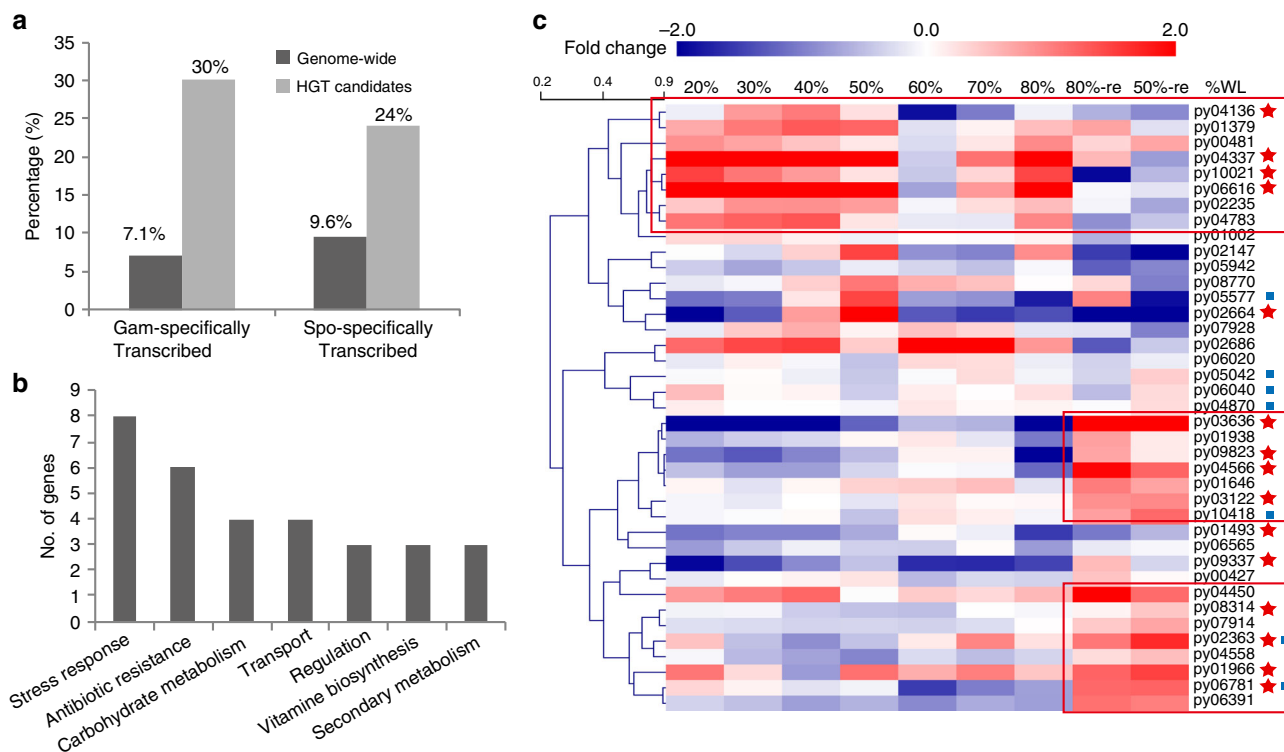 a
35
30
25
20
15
10
5
0
Percentage (%)
Genome-wide
HGT candidates
7.1%
30%
9.6%
24%
Gam-specifically
Transcribed
Spo-specifically
Transcribed
b
9
8
7
6
5
4
3
2
1
0
No. of genes
Stress response
Antibiotic resistance
Carbohydrate metabolism
Transport
Regulation
Vitamine biosynthesis
Secondary metabolism
c
–2.0 0.0 2.0
Fold change
0.2 0.4 0.9
20% 30% 40% 50% 60% 70% 80% 80%-re 50%-re %WL
py04136
py01379
py00481
py04337
py10021
py06616
py02235
py04783
py01002
py02147
py05942
py08770
py05577
py02664
py07928
py02686
py06020
py05042
py06040
py04870
py03636
py01938
py09823
py04566
py01646
py03122
py10418
py01493
py06565
py09337
py00427
py04450
py08314
py07914
py02363
py04558
py01966
py06781
py06391